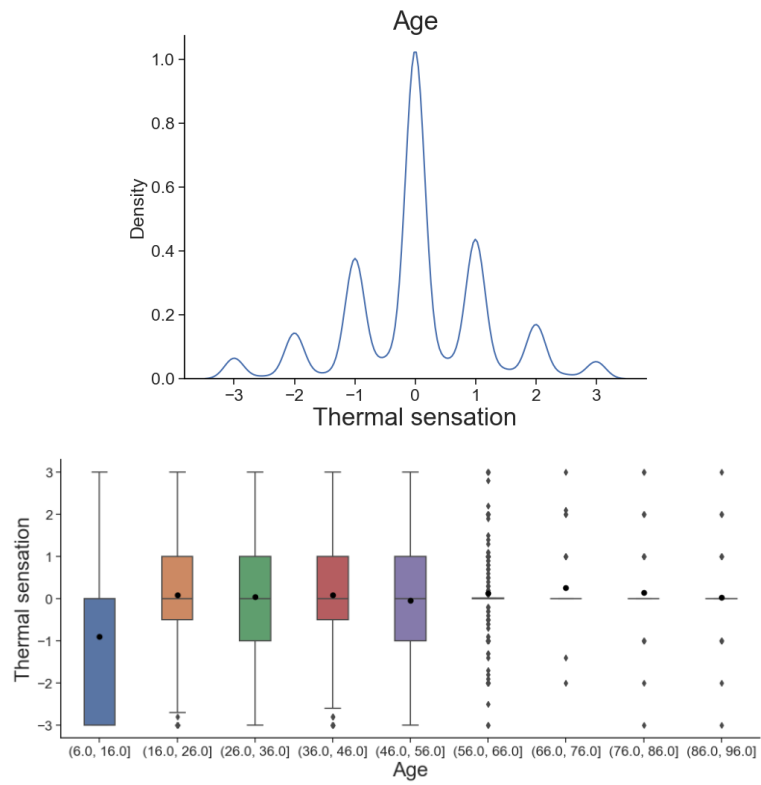 Age
1.0
0.8
0.6
0.4
0.2
0.0
Density
−3 −2 −1 0 1 2 3
Thermal sensation
3
2
1
0
−1
−2
−3
Thermal sensation
(6.0, 16.0] (16.0, 26.0] (26.0, 36.0] (36.0, 46.0] (46.0, 56.0] (56.0, 66.0] (66.0, 76.0] (76.0, 86.0] (86.0, 96.0]
Age